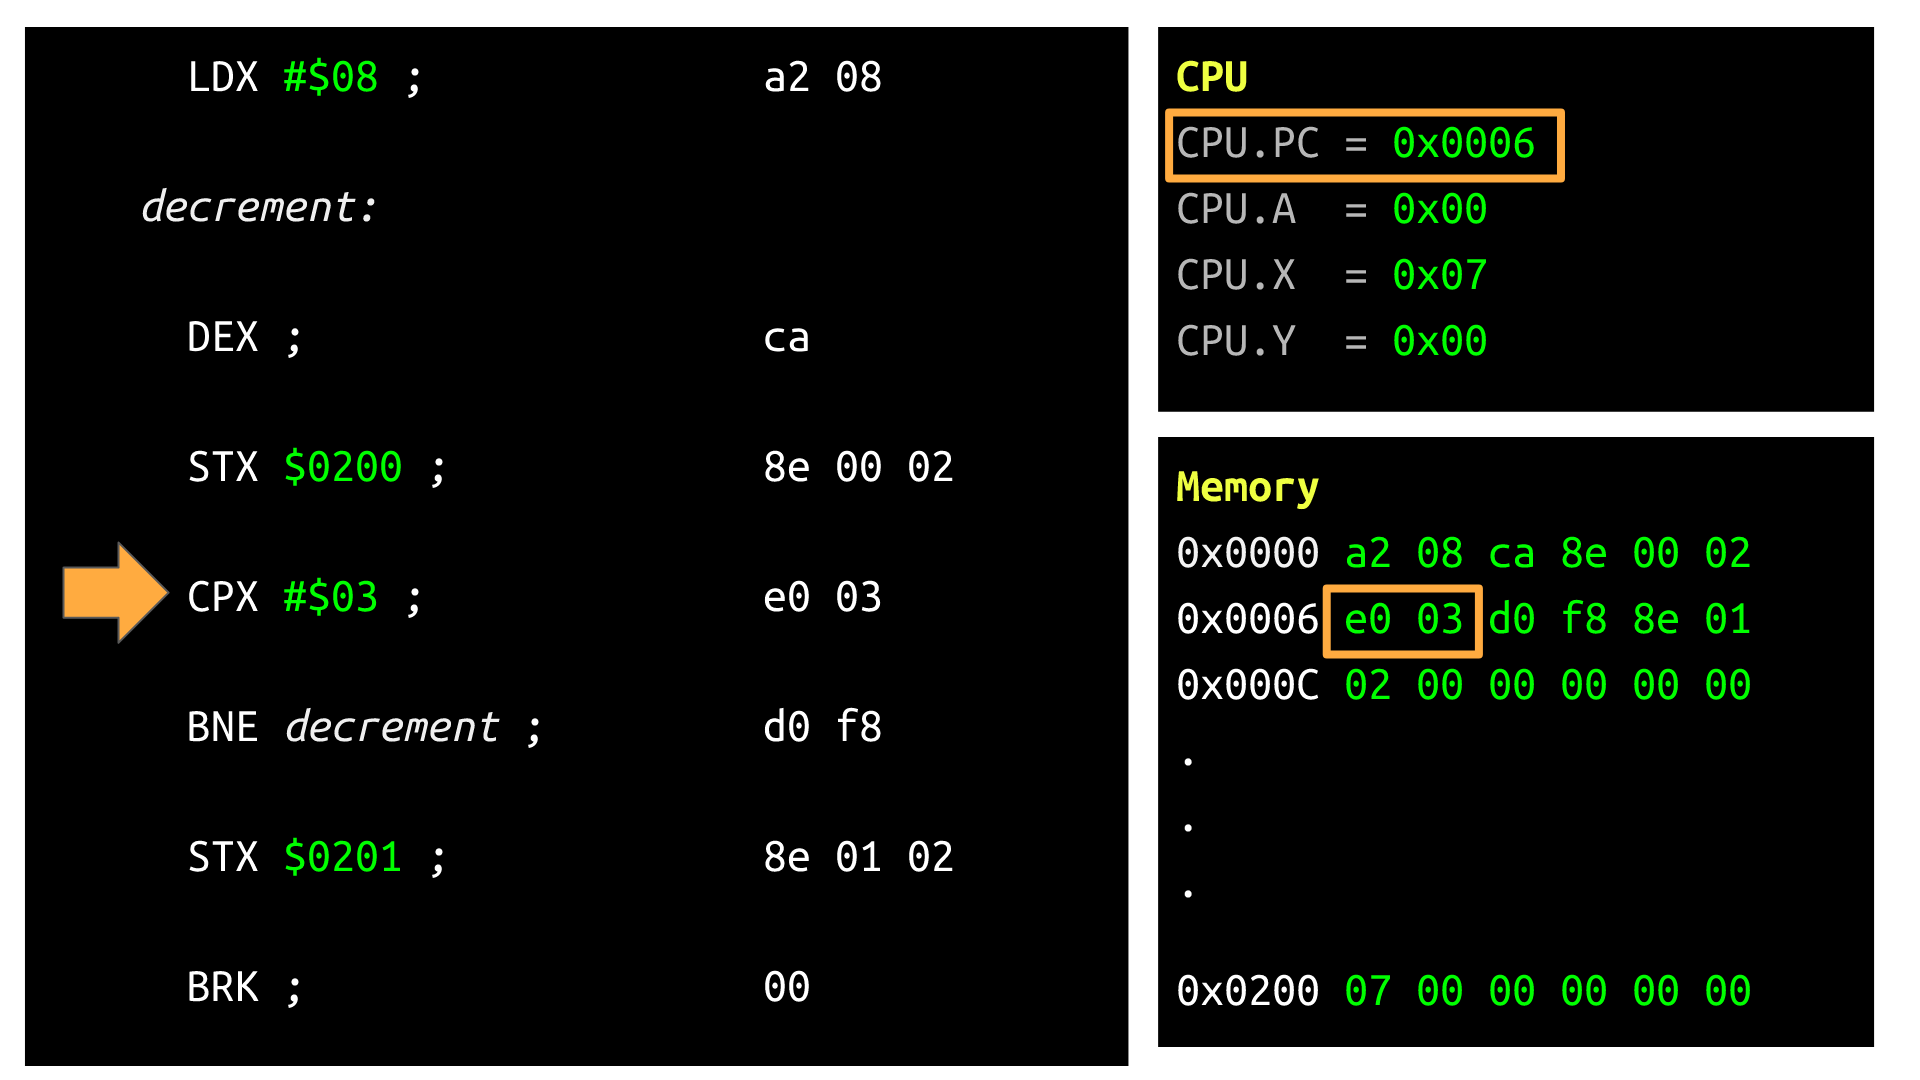 LDX #$08 ; a2 08
decrement:
DEX ; ca
STX $0200 ; 8e 00 02
CPX #$03 ; e0 03
BNE decrement ; d0 f8
STX $0201 ; 8e 01 02
BRK ; 00
CPU
CPU.PC = 0x0006
CPU.A = 0x00
CPU.X = 0x07
CPU.Y = 0x00
Memory
0x0000 a2 08 ca 8e 00 02
0x0006 e0 03 d0 f8 8e 01
0x000C 02 00 00 00 00 00
.
.
.
0x0200 07 00 00 00 00 00